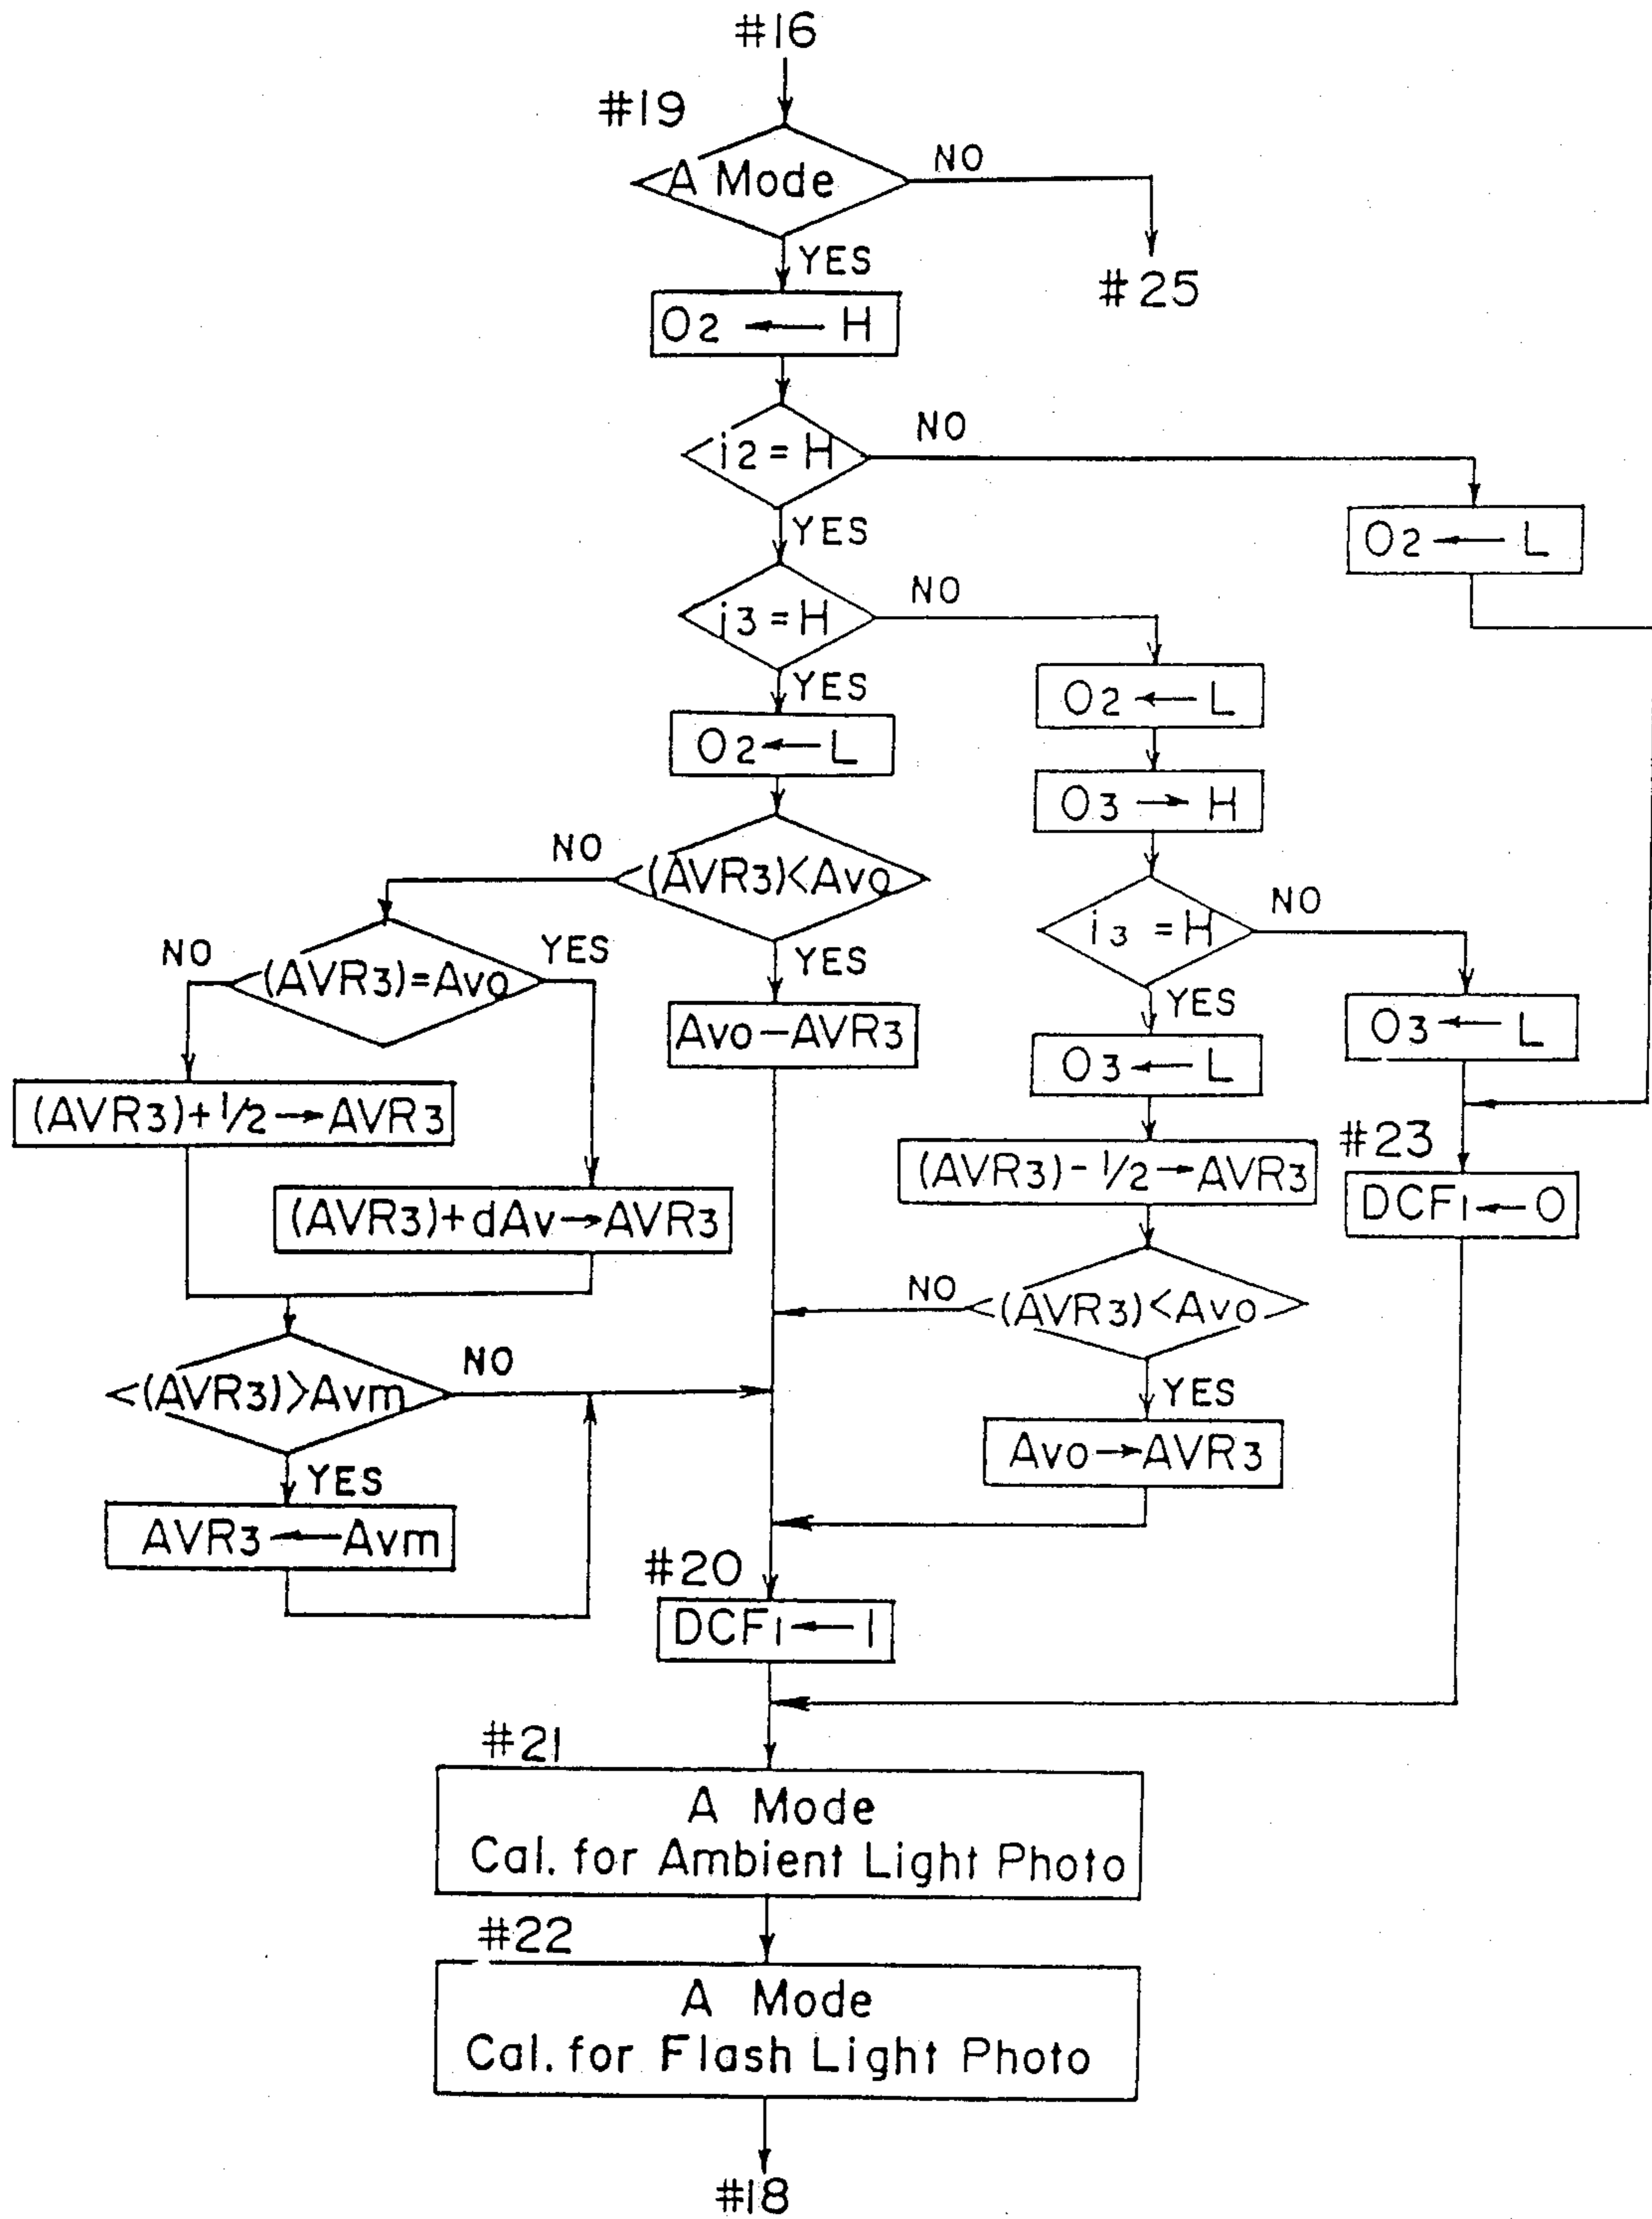 #16
#19
A Mode
NO
YES
#25
O2 ← H
i2 = H
NO
YES
O2 ← L
i3 = H
NO
YES
O2 ← L
O2 ← L
O3 → H
(AVR3)<Avo
NO
YES
i3 = H
NO
YES
(AVR3)=Avo
NO
YES
Avo—AVR3
O3 ← L
O3 ← L
(AVR3)+1/2→AVR3
#23
(AVR3)-1/2→AVR3
DCF1←0
(AVR3)+dAv→AVR3
(AVR3)<Avo
NO
YES
(AVR3)>Avm
NO
YES
Avo→AVR3
AVR3←Avm
#20
DCF1←1
#21
A Mode
Cal. for Ambient Light Photo
#22
A Mode
Cal. for Flash Light Photo
#18